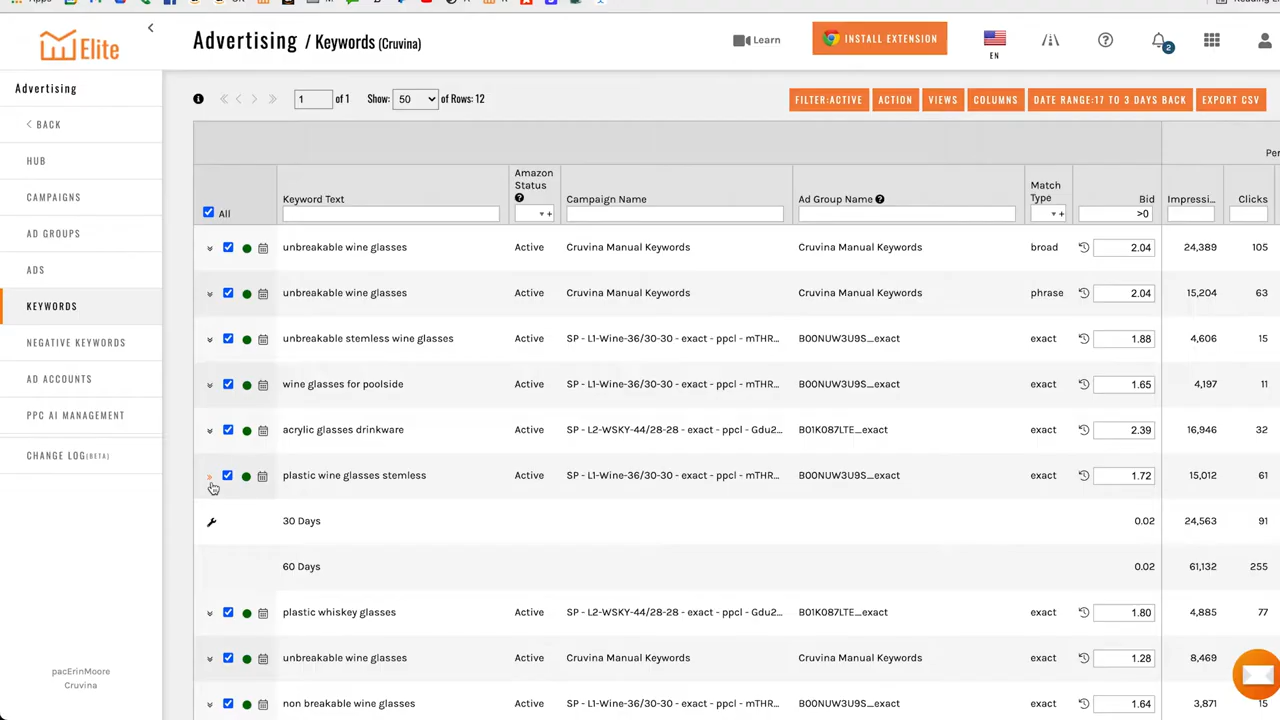 Elite
Advertising / Keywords (Cruvina)
Learn
INSTALL EXTENSION
EN
2
Advertising
BACK
HUB
CAMPAIGNS
AD GROUPS
ADS
KEYWORDS
NEGATIVE KEYWORDS
AD ACCOUNTS
PPC AI MANAGEMENT
CHANGE LOG(BETA)
pacErinMoore
Cruvina
1 of 1 Show: 50 of Rows: 12
FILTER:ACTIVE ACTION VIEWS COLUMNS DATE RANGE:17 TO 3 DAYS BACK EXPORT CSV
Per
All Keyword Text Amazon Status Campaign Name Ad Group Name Match Type Bid Impressi... Clicks
>0
unbreakable wine glasses Active Cruvina Manual Keywords Cruvina Manual Keywords broad 2.04 24,389 105
unbreakable wine glasses Active Cruvina Manual Keywords Cruvina Manual Keywords phrase 2.04 15,204 63
unbreakable stemless wine glasses Active SP - L1-Wine-36/30-30 - exact - ppcl - mTHR... B00NUW3U9S_exact exact 1.88 4,606 15
wine glasses for poolside Active SP - L1-Wine-36/30-30 - exact - ppcl - mTHR... B00NUW3U9S_exact exact 1.65 4,197 11
acrylic glasses drinkware Active SP - L2-WSKY-44/28-28 - exact - ppcl - Gdu2... B01K087LTE_exact exact 2.39 16,946 32
plastic wine glasses stemless Active SP - L1-Wine-36/30-30 - exact - ppcl - mTHR... B00NUW3U9S_exact exact 1.72 15,012 61
30 Days 0.02 24,563 91
60 Days 0.02 61,132 255
plastic whiskey glasses Active SP - L2-WSKY-44/28-28 - exact - ppcl - Gdu2... B01K087LTE_exact exact 1.80 4,885 77
unbreakable wine glasses Active Cruvina Manual Keywords Cruvina Manual Keywords exact 1.28 8,469
non breakable wine glasses Active SP - L1-Wine-36/30-30 - exact - ppcl - mTHR... B00NUW3U9S_exact exact 1.64 3,871 15